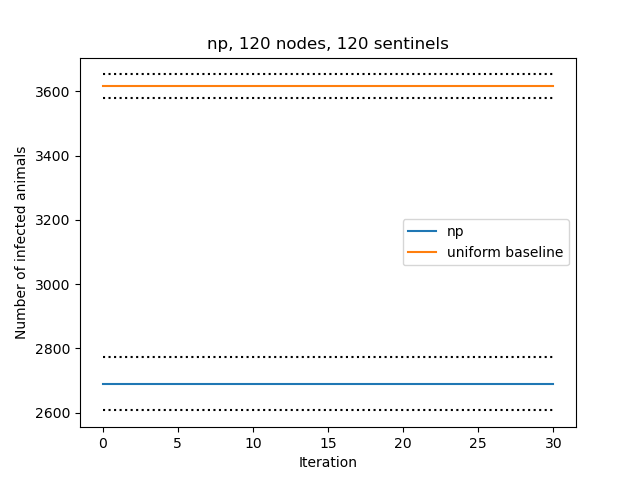 np, 120 nodes, 120 sentinels
Number of infected animals
3600
3400
3200
3000
2800
2600
np
uniform baseline
0 5 10 15 20 25 30
Iteration